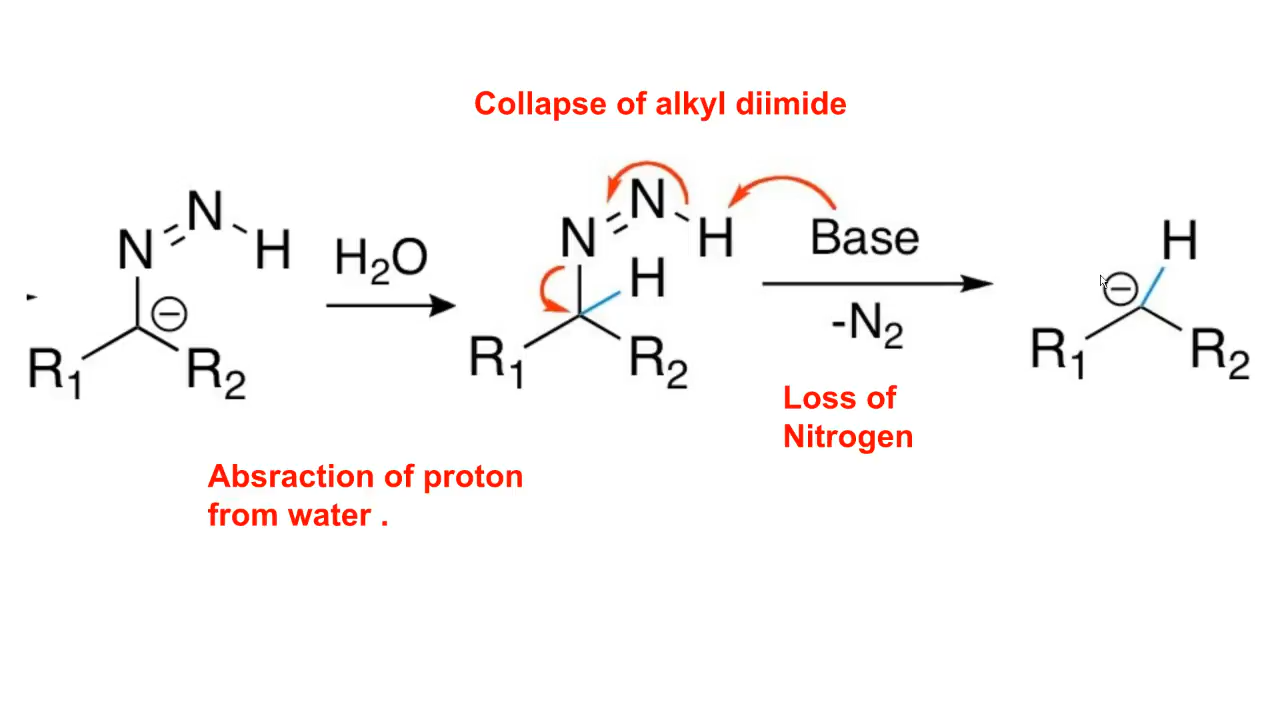 Collapse of alkyl diimide
N
N
H
R1
R2
H2O
N
N
H
H
R1
R2
Base
-N2
H
R1
R2
Loss of
Nitrogen
Absraction of proton
from water .